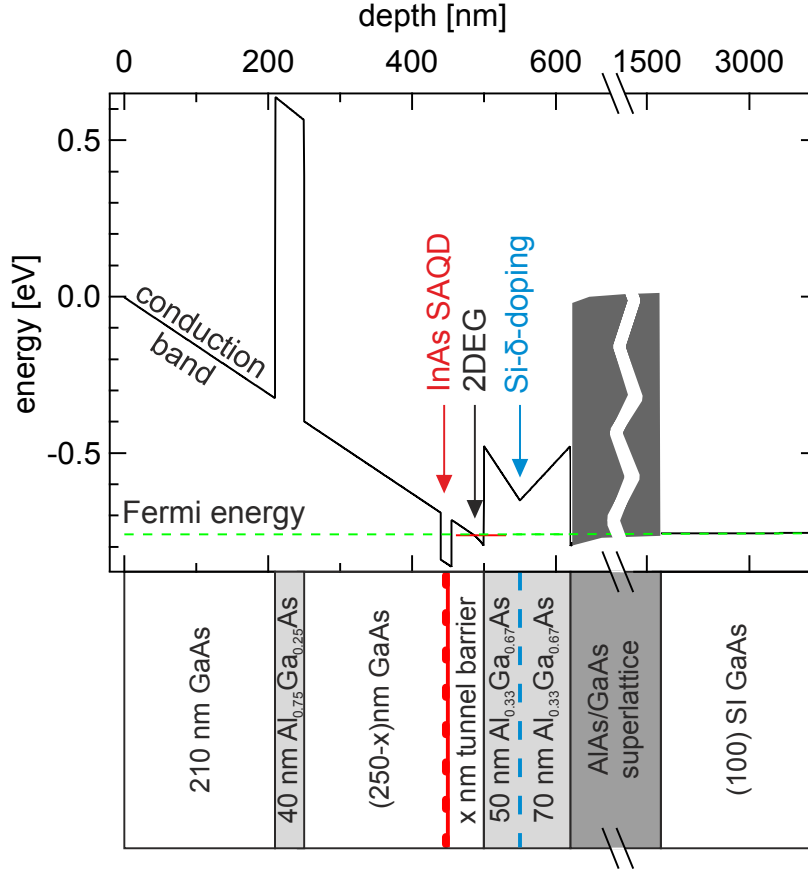 depth [nm]
0 200 400 600 1500 3000
0.5
0.0
-0.5
energy [eV]
conduction
band
InAs SAQD
2DEG
Si-δ-doping
Fermi energy
210 nm GaAs
40 nm Al0.75Ga0.25As
(250-x)nm GaAs
x nm tunnel barrier
50 nm Al0.33Ga0.67As
70 nm Al0.33Ga0.67As
AlAs/GaAs
superlattice
(100) SI GaAs